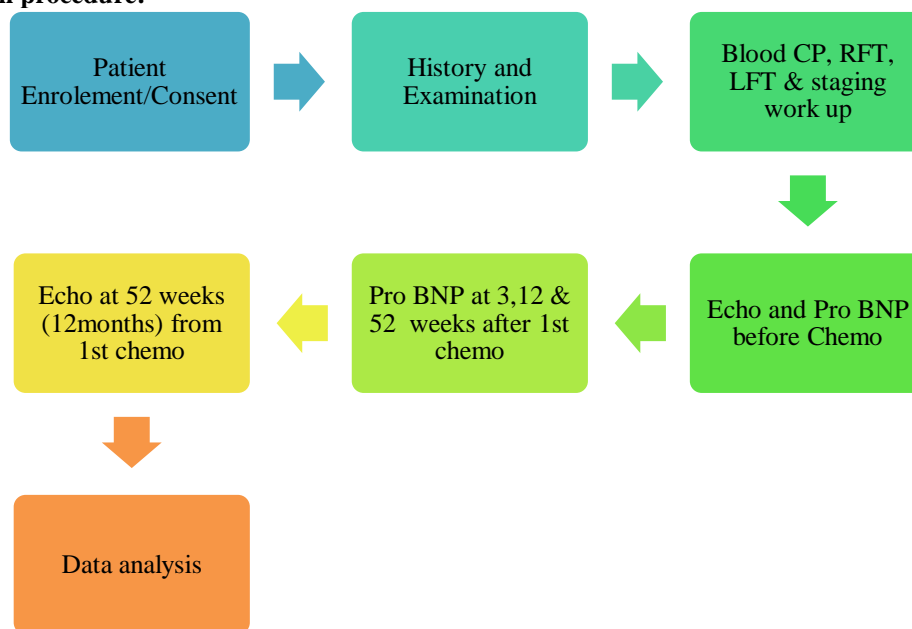 procedure:
Patient
Enrolement/Consent
History and
Examination
Blood CP, RFT,
LFT & staging
work up
Echo and Pro BNP
before Chemo
Pro BNP at 3,12 &
52 weeks after 1st
chemo
Echo at 52 weeks
(12months) from
1st chemo
Data analysis